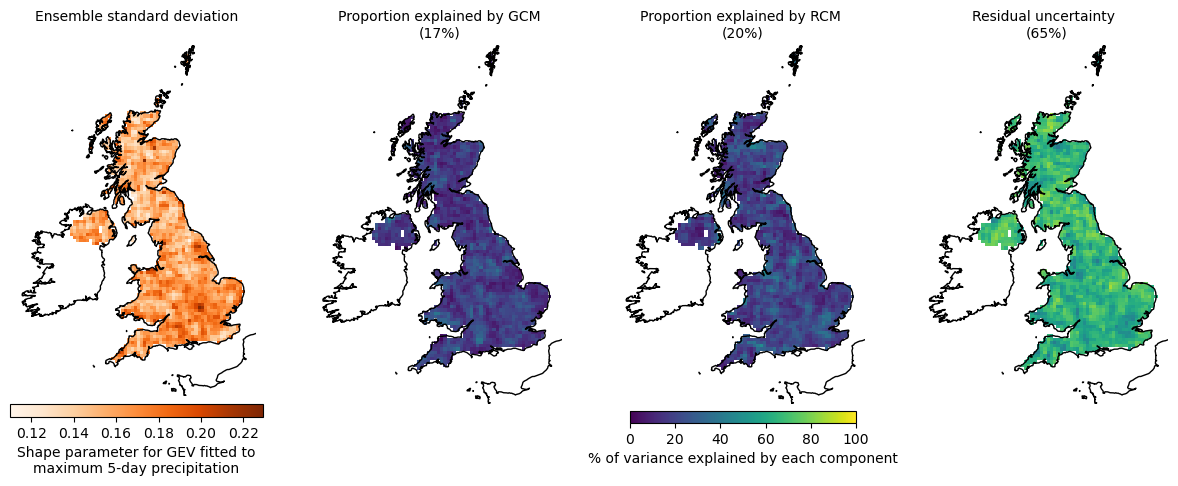 Ensemble standard deviation
Proportion explained by GCM
(17%)
Proportion explained by RCM
(20%)
Residual uncertainty
(65%)
0.12 0.14 0.16 0.18 0.20 0.22
Shape parameter for GEV fitted to
maximum 5-day precipitation
0 20 40 60 80 100
% of variance explained by each component